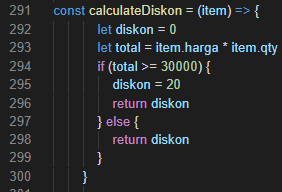 291 const calculateDiskon = (item) => {
292 let diskon = 0
293 let total = item.harga * item.qty
294 if (total >= 30000) {
295 diskon = 20
296 return diskon
297 } else {
298 return diskon
299 }
300 }